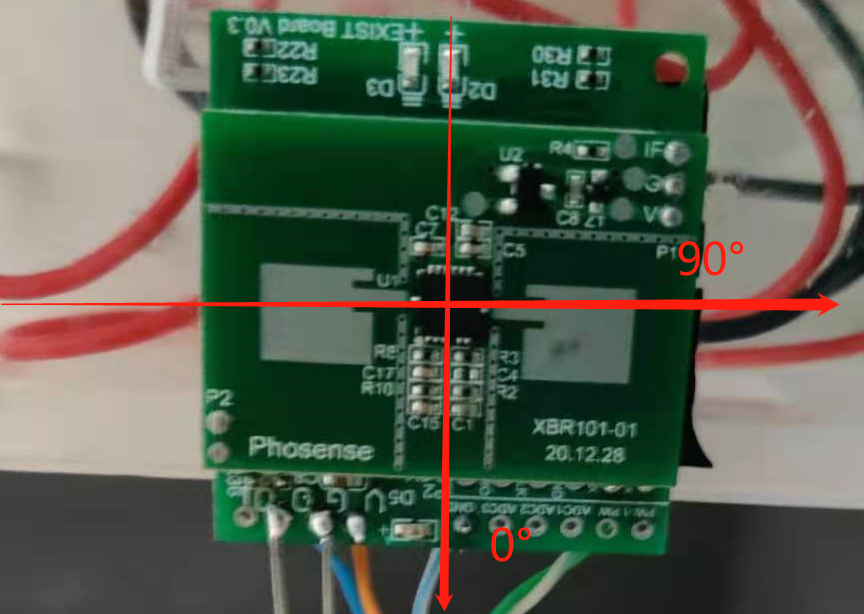 EXIST Board V0.3
R22
R23
D3
D2
R30
R31
U2
R4
IF
G
V
C8
Z1
C12
C7
C5
P1
90°
U1
R8
C17
R10
C15
R3
C4
R2
C1
P2
Phosense
XBR101-01
20.12.28
G
V
D5
GND
ADC3
ADC2
ADC1
0°